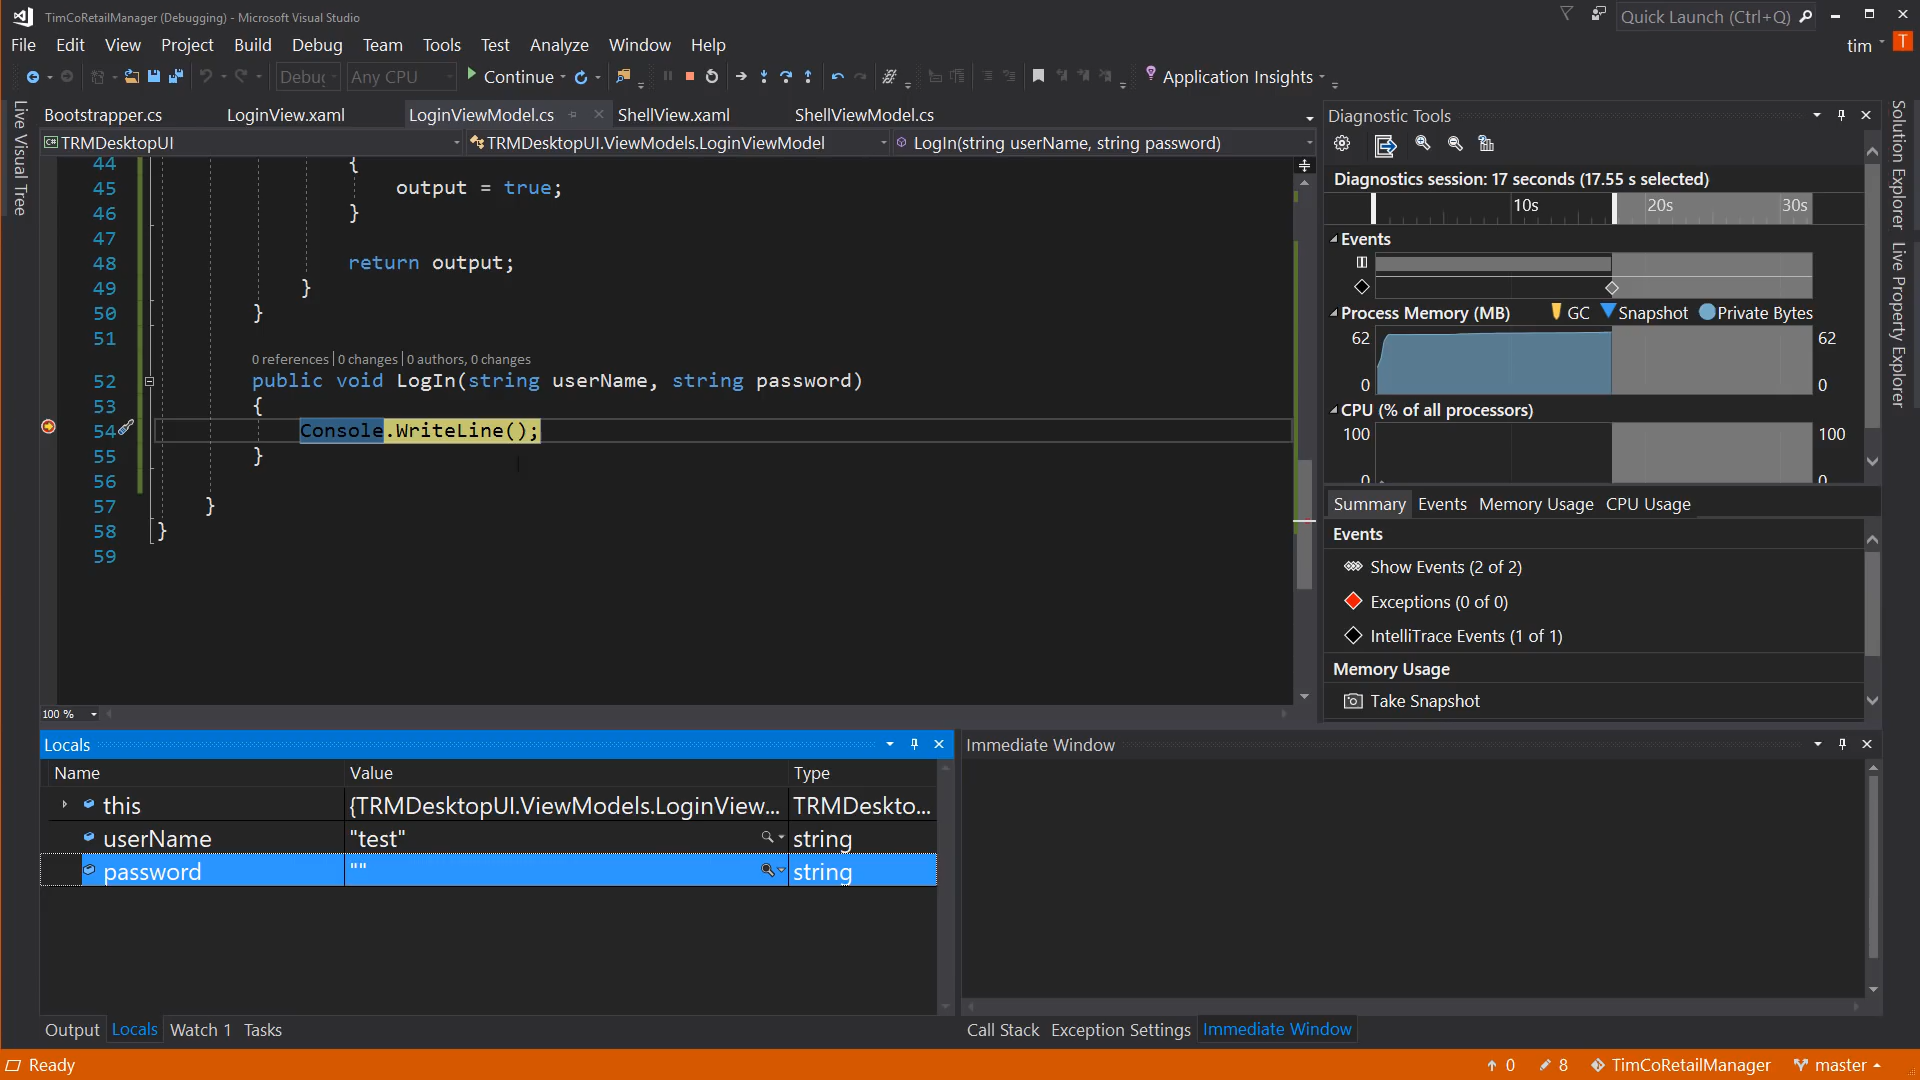 TimCoRetailManager (Debugging) - Microsoft Visual Studio
Quick Launch (Ctrl+Q)
File Edit View Project Build Debug Team Tools Test Analyze Window Help
tim T
Debug Any CPU Continue Application Insights
Live Visual Tree
Bootstrapper.cs LoginView.xaml LoginViewModel.cs ShellView.xaml ShellViewModel.cs
TRMDesktopUI TRMDesktopUI.ViewModels.LoginViewModel LogIn(string userName, string password)
44 {
45 output = true;
46 }
47
48 return output;
49 }
50 }
51
0 references | 0 changes | 0 authors, 0 changes
52 public void LogIn(string userName, string password)
53 {
54 Console.WriteLine();
55 }
56
57 }
58 }
59
100 %
Diagnostic Tools
Diagnostics session: 17 seconds (17.55 s selected)
10s 20s 30s
Events
Process Memory (MB) GC Snapshot Private Bytes
62 62
0 0
CPU (% of all processors)
100 100
0 0
Summary Events Memory Usage CPU Usage
Events
Show Events (2 of 2)
Exceptions (0 of 0)
IntelliTrace Events (1 of 1)
Memory Usage
Take Snapshot
Solution Explorer
Live Property Explorer
Locals
Name Value Type
this {TRMDesktopUI.ViewModels.LoginView... TRMDeskto...
userName "test" string
password "" string
Output Locals Watch 1 Tasks
Immediate Window
Call Stack Exception Settings Immediate Window
Ready 0 8 TimCoRetailManager master